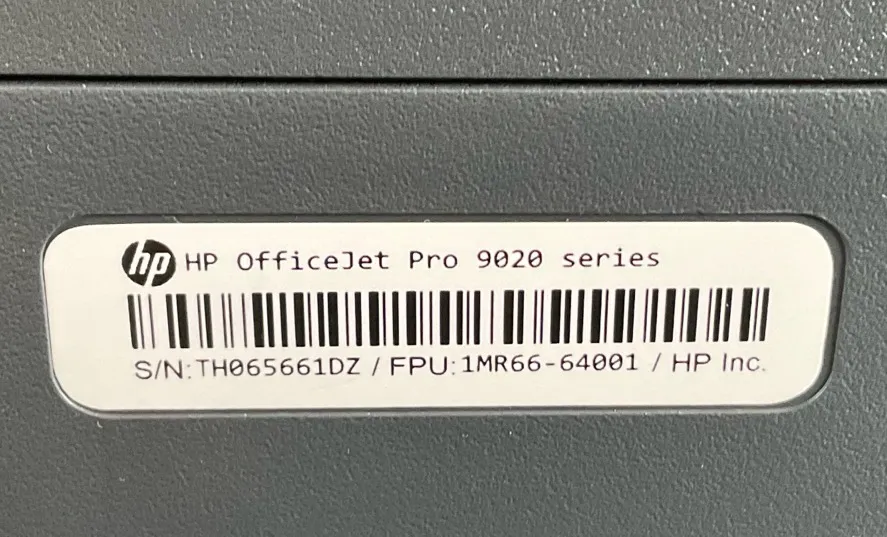 hp HP OfficeJet Pro 9020 series
S/N:TH065661DZ / FPU:1MR66-64001 / HP Inc.